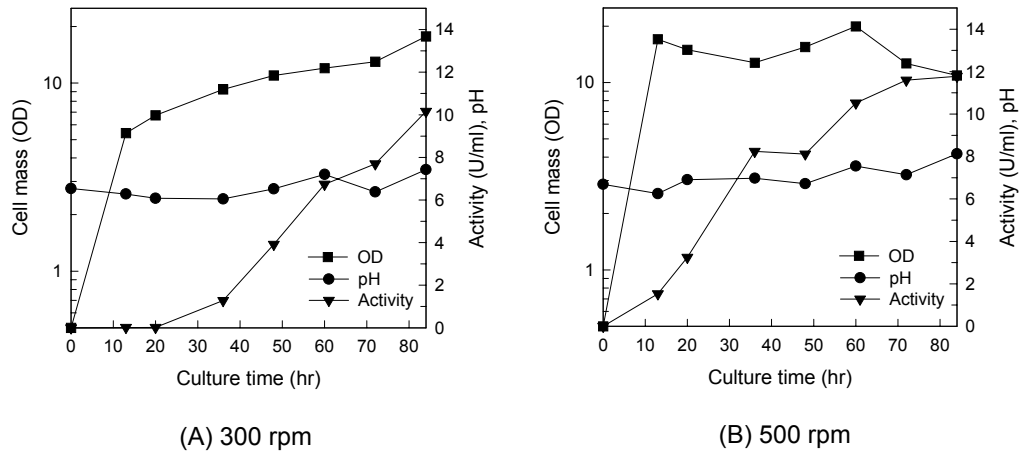 Cell mass (OD)
10
1
14
12
10
8
6
4
2
0
Activity (U/ml), pH
OD
pH
Activity
0 10 20 30 40 50 60 70 80
Culture time (hr)
(A) 300 rpm
Cell mass (OD)
10
1
14
12
10
8
6
4
2
0
Activity (U/ml), pH
OD
pH
Activity
0 10 20 30 40 50 60 70 80
Culture time (hr)
(B) 500 rpm